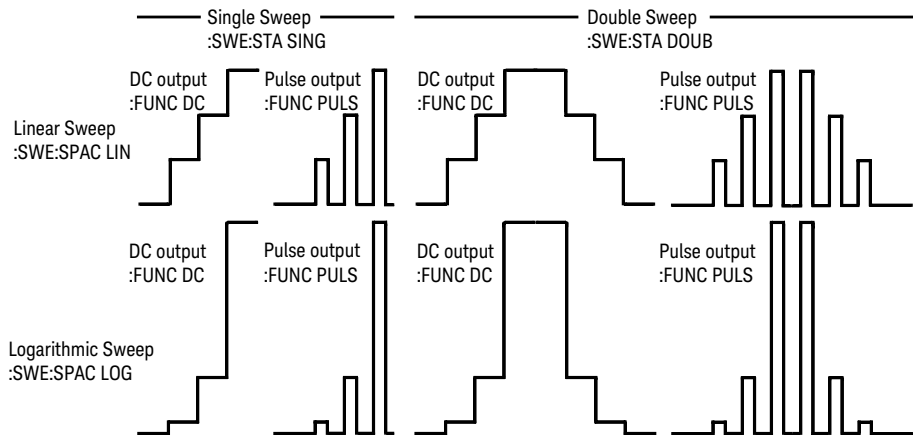 Single Sweep
:SWE:STA SING
Double Sweep
:SWE:STA DOUB
DC output
:FUNC DC
Pulse output
:FUNC PULS
DC output
:FUNC DC
Pulse output
:FUNC PULS
Linear Sweep
:SWE:SPAC LIN
DC output
:FUNC DC
Pulse output
:FUNC PULS
DC output
:FUNC DC
Pulse output
:FUNC PULS
Logarithmic Sweep
:SWE:SPAC LOG